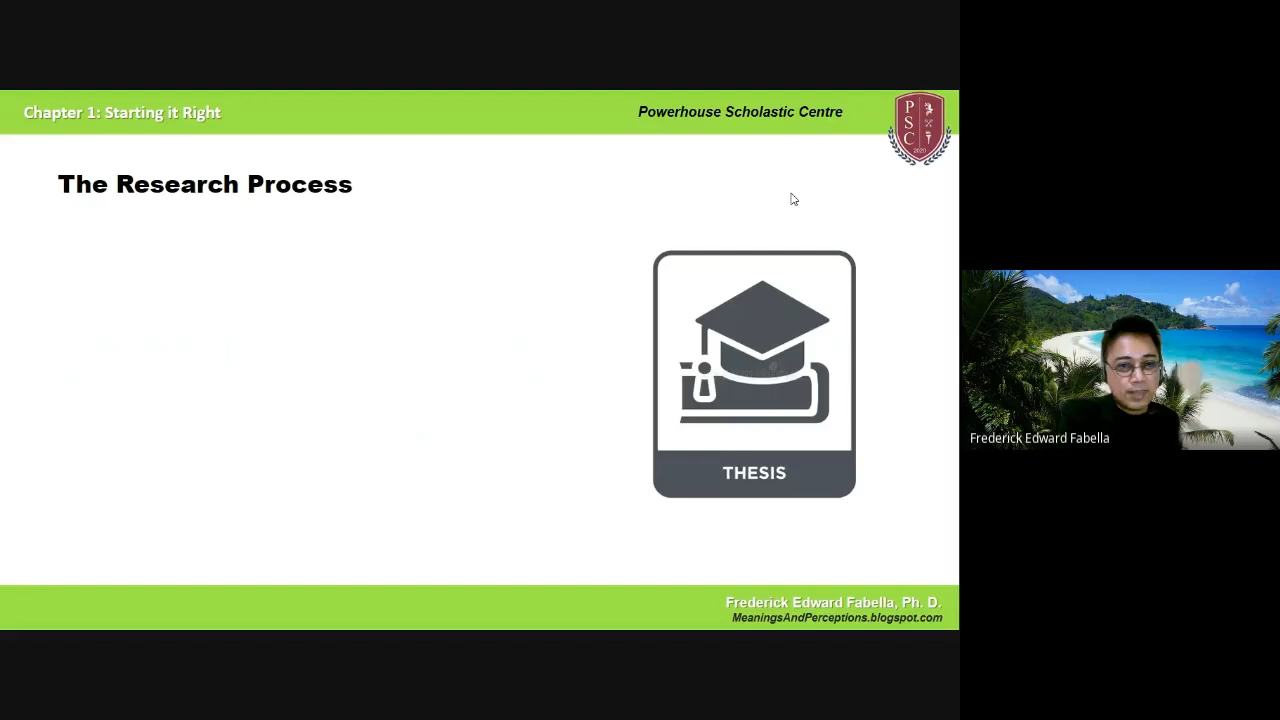 Chapter 1: Starting it Right
Powerhouse Scholastic Centre
P
S
C
2020
The Research Process
THESIS
Frederick Edward Fabella
Frederick Edward Fabella, Ph. D.
MeaningsAndPerceptions.blogspot.com